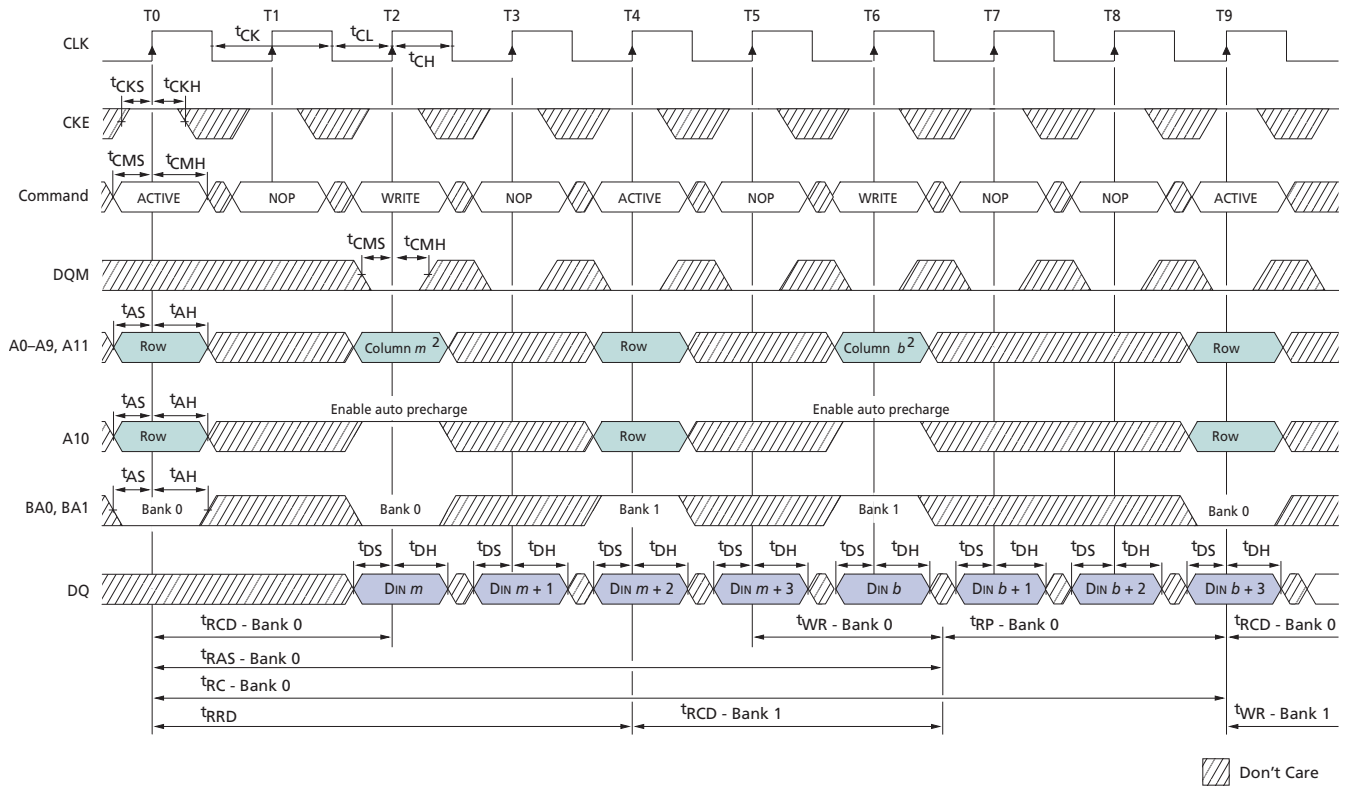 T0 T1 T2 T3 T4 T5 T6 T7 T8 T9
CLK
tCK tCL
tCH
tCKS tCKH
CKE
tCMS tCMH
Command ACTIVE NOP WRITE NOP ACTIVE NOP WRITE NOP NOP ACTIVE
tCMS tCMH
DQM
tAS tAH
A0–A9, A11 Row Column m 2 Row Column b 2 Row
tAS tAH Enable auto precharge Enable auto precharge
A10 Row Row Row
tAS tAH
BA0, BA1 Bank 0 Bank 0 Bank 1 Bank 1 Bank 0
tDS tDH tDS tDH tDS tDH tDS tDH tDS tDH tDS tDH tDS tDH tDS tDH
DQ DIN m DIN m + 1 DIN m + 2 DIN m + 3 DIN b DIN b + 1 DIN b + 2 DIN b + 3
tRCD - Bank 0 tWR - Bank 0 tRP - Bank 0 tRCD - Bank 0
tRAS - Bank 0
tRC - Bank 0
tRRD tRCD - Bank 1 tWR - Bank 1
Don't Care